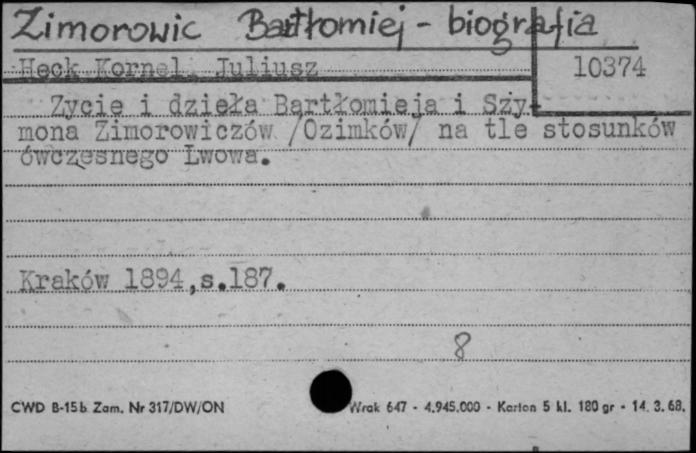 Zimorowic Bartłomiej - biografia
Heck Kornel Juliusz 10374
Zycie i dzieła Bartłomieja i Szy-
mona Zimorowiczów /Ozimków/ na tle stosunków
ówczesnego Lwowa.
Kraków 1894,s.187.
8
CWD B-15b Zam. Nr 317/DW/ON Wrak 647 - 4.945.000 - Karton 5 kl. 180 gr - 14. 3. 68.